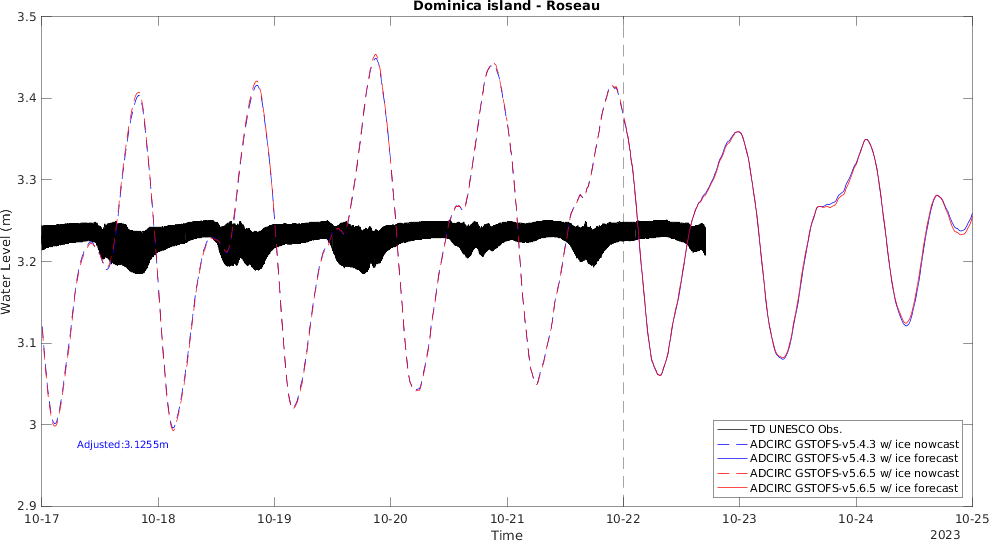 Dominica island - Roseau
3.5
3.4
3.3
3.2
3.1
3
2.9
Water Level (m)
Adjusted:3.1255m
TD UNESCO Obs.
ADCIRC GSTOFS-v5.4.3 w/ ice nowcast
ADCIRC GSTOFS-v5.4.3 w/ ice forecast
ADCIRC GSTOFS-v5.6.5 w/ ice nowcast
ADCIRC GSTOFS-v5.6.5 w/ ice forecast
10-17 10-18 10-19 10-20 10-21 10-22 10-23 10-24 10-25
Time
2023